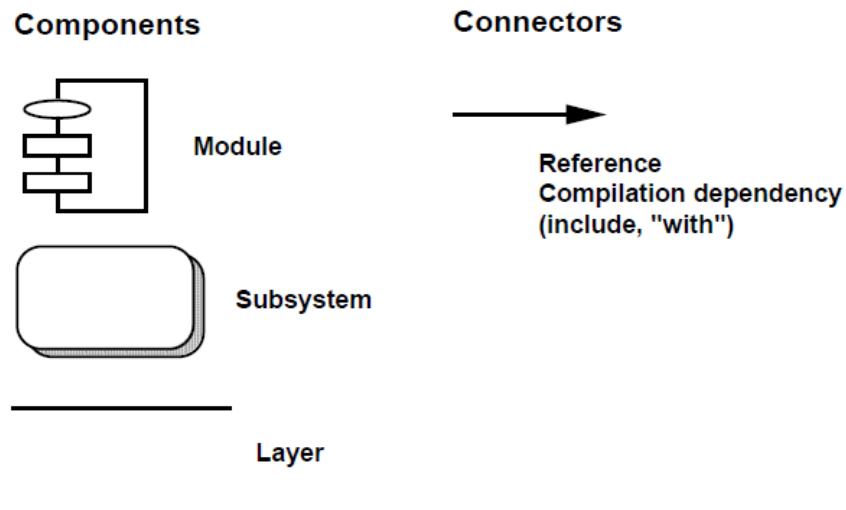 Components
Connectors
Module
Reference
Compilation dependency
(include, "with")
Subsystem
Layer